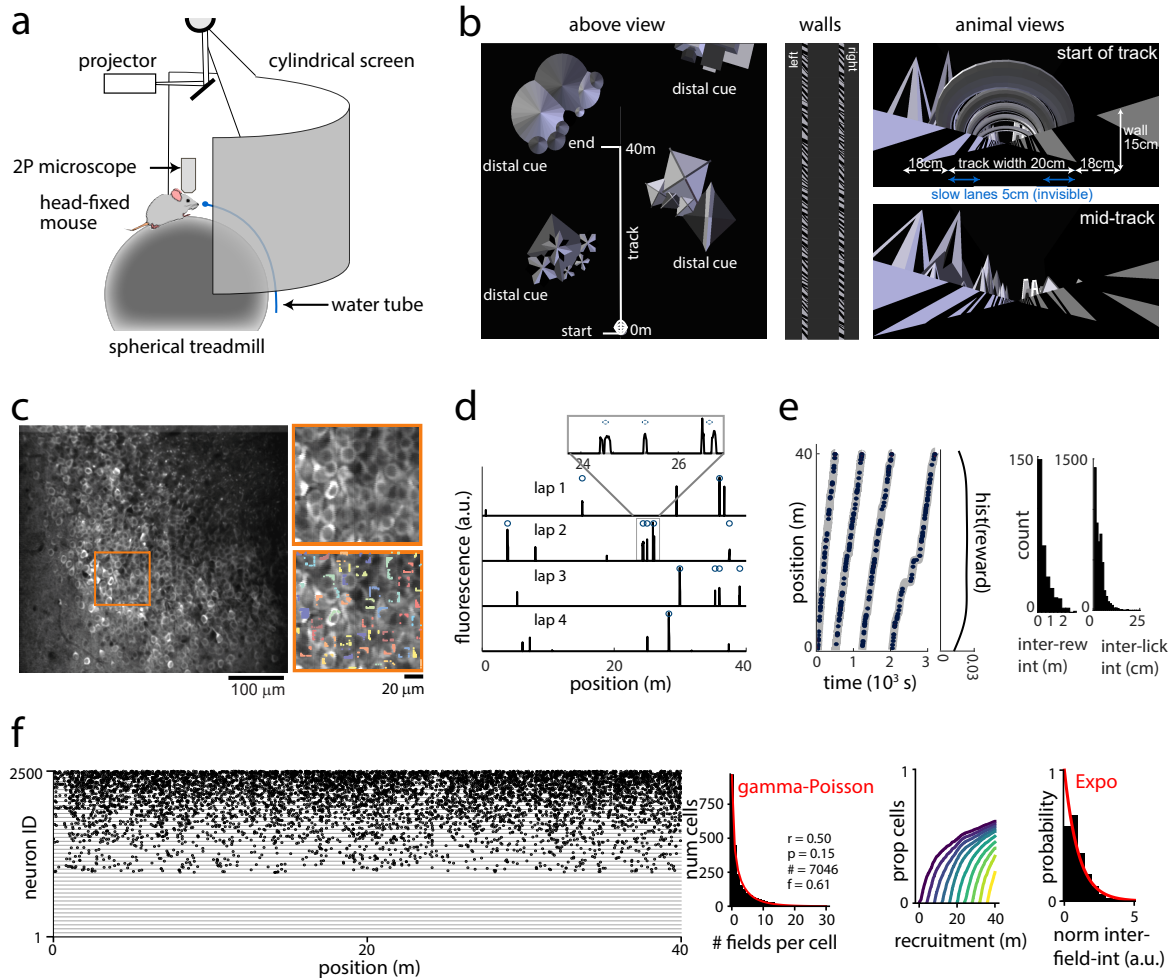 a
projector
cylindrical screen
2P microscope
head-fixed
mouse
water tube
spherical treadmill
b
above view
walls
animal views
distal cue
end
40m
distal cue
distal cue
distal cue
track
start
0m
left
right
start of track
wall
15cm
18cm
track width 20cm
18cm
slow lanes 5cm (invisible)
mid-track
c
100 μm
20 μm
d
24
26
lap 1
lap 2
lap 3
lap 4
fluorescence (a.u.)
0
20
40
position (m)
e
40
0
position (m)
0
1
2
3
time (10³ s)
hist(reward)
0
0.03
150
0
count
0 1 2
inter-rew
int (m)
1500
0
0
25
inter-lick
int (cm)
f
2500
1
neuron ID
0
20
40
position (m)
gamma-Poisson
num cells
750
500
250
0
r = 0.50
p = 0.15
# = 7046
f = 0.61
0
10
20
30
# fields per cell
prop cells
1
0
0
20
40
recruitment (m)
Expo
probability
1
0
0
5
norm inter-
field-int (a.u.)